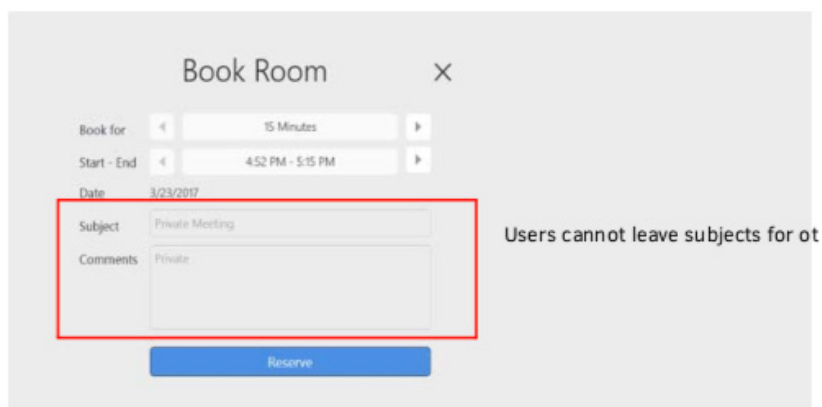 Book Room
Book for 15 Minutes
Start - End 4:52 PM - 5:15 PM
Date 3/23/2017
Subject Private Meeting
Users cannot leave subjects for ot
Comments Private
Reserve